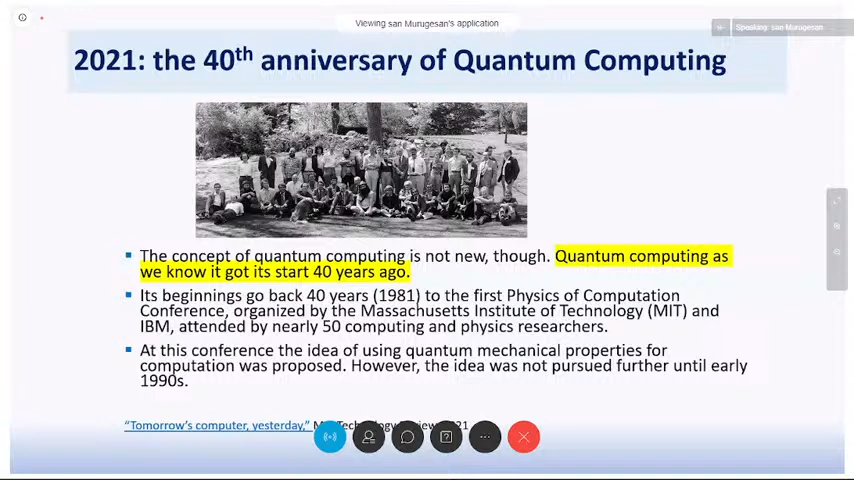 Viewing san Murugesan's application
Speaking: san Murugesan
2021: the 40th anniversary of Quantum Computing
The concept of quantum computing is not new, though. Quantum computing as
we know it got its start 40 years ago.
Its beginnings go back 40 years (1981) to the first Physics of Computation
Conference, organized by the Massachusetts Institute of Technology (MIT) and
IBM, attended by nearly 50 computing and physics researchers.
At this conference the idea of using quantum mechanical properties for
computation was proposed. However, the idea was not pursued further until early
1990s.
"Tomorrow's computer, yesterday,"